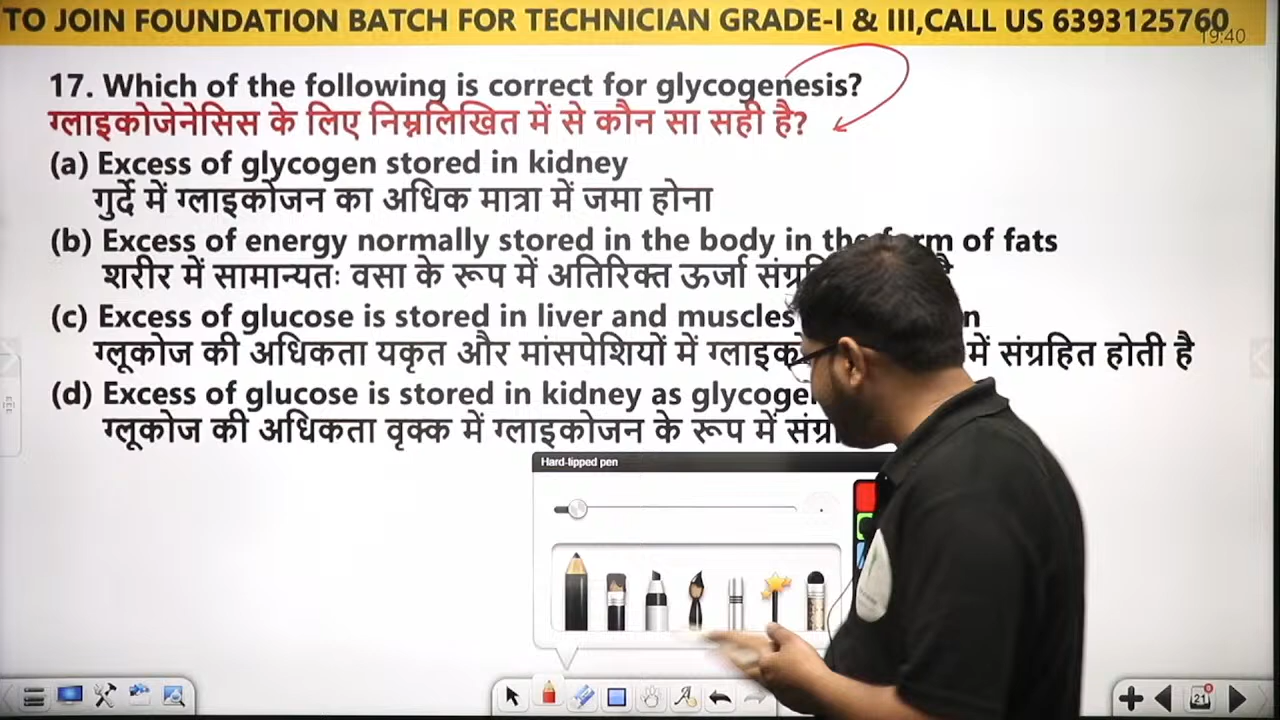 TO JOIN FOUNDATION BATCH FOR TECHNICIAN GRADE-I & III,CALL US 6393125760
19:40
17. Which of the following is correct for glycogenesis?
ग्लाइकोजेनेसिस के लिए निम्नलिखित में से कौन सा सही है?
(a) Excess of glycogen stored in kidney
गुर्दे में ग्लाइकोजन का अधिक मात्रा में जमा होना
(b) Excess of energy normally stored in the body in the of fats
शरीर में सामान्यतः वसा के रूप में अतिरिक्त ऊर्जा
(c) Excess of glucose is stored in liver and muscles
ग्लूकोज की अधिकता यकृत और मांसपेशियों में में संग्रहित होती है
(d) Excess of glucose is stored in kidney as
ग्लूकोज की अधिकता वृक्क में ग्लाइकोजन के रूप में
Hard-lipped pen
21